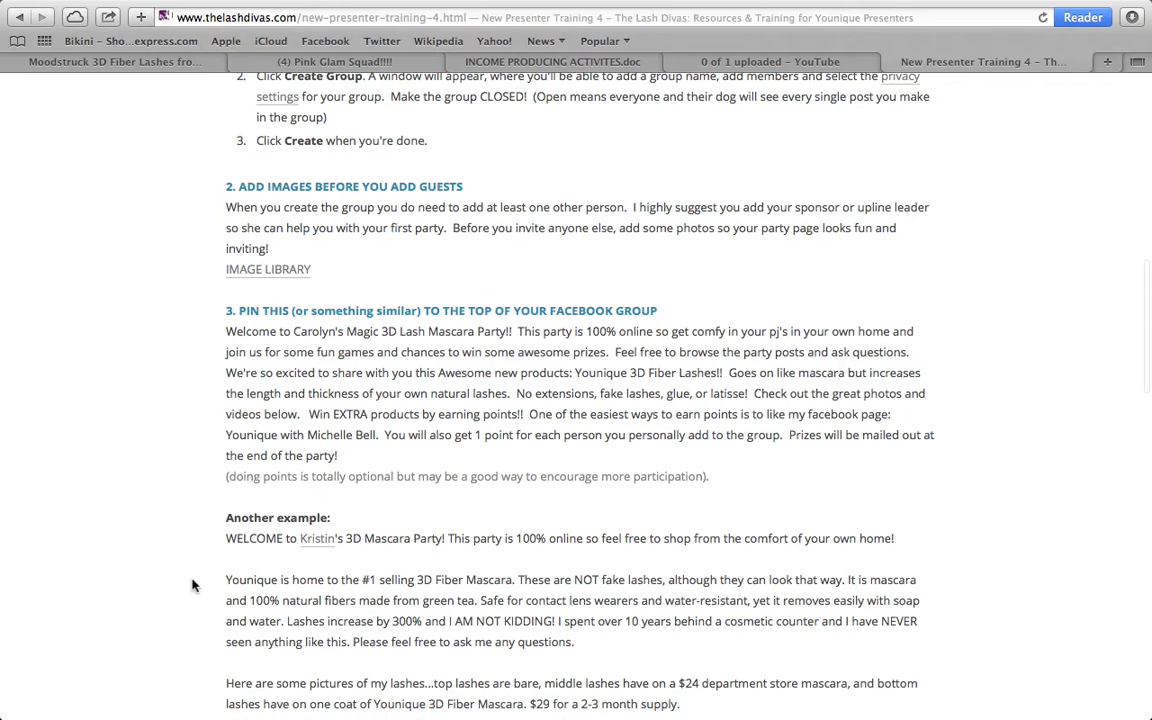 www.thelashdivas.com/new-presenter-training-4.html — New Presenter Training 4 – The Lash Divas: Resources & Training for Younique Presenters
Reader
Bikini – Sho...express.com Apple iCloud Facebook Twitter Wikipedia Yahoo! News Popular
Moodstruck 3D Fiber Lashes fro... (4) Pink Glam Squad!!!! INCOME PRODUCING ACTIVITES.doc 0 of 1 uploaded – YouTube New Presenter Training 4 – Th...
2. Click Create Group. A window will appear, where you'll be able to add a group name, add members and select the privacy
settings for your group. Make the group CLOSED! (Open means everyone and their dog will see every single post you make
in the group)
3. Click Create when you're done.
2. ADD IMAGES BEFORE YOU ADD GUESTS
When you create the group you do need to add at least one other person. I highly suggest you add your sponsor or upline leader
so she can help you with your first party. Before you invite anyone else, add some photos so your party page looks fun and
inviting!
IMAGE LIBRARY
3. PIN THIS (or something similar) TO THE TOP OF YOUR FACEBOOK GROUP
Welcome to Carolyn's Magic 3D Lash Mascara Party!! This party is 100% online so get comfy in your pj's in your own home and
join us for some fun games and chances to win some awesome prizes. Feel free to browse the party posts and ask questions.
We're so excited to share with you this Awesome new products: Younique 3D Fiber Lashes!! Goes on like mascara but increases
the length and thickness of your own natural lashes. No extensions, fake lashes, glue, or latisse! Check out the great photos and
videos below. Win EXTRA products by earning points!! One of the easiest ways to earn points is to like my facebook page:
Younique with Michelle Bell. You will also get 1 point for each person you personally add to the group. Prizes will be mailed out at
the end of the party!
(doing points is totally optional but may be a good way to encourage more participation).
Another example:
WELCOME to Kristin's 3D Mascara Party! This party is 100% online so feel free to shop from the comfort of your own home!
Younique is home to the #1 selling 3D Fiber Mascara. These are NOT fake lashes, although they can look that way. It is mascara
and 100% natural fibers made from green tea. Safe for contact lens wearers and water-resistant, yet it removes easily with soap
and water. Lashes increase by 300% and I AM NOT KIDDING! I spent over 10 years behind a cosmetic counter and I have NEVER
seen anything like this. Please feel free to ask me any questions.
Here are some pictures of my lashes...top lashes are bare, middle lashes have on a $24 department store mascara, and bottom
lashes have on one coat of Younique 3D Fiber Mascara. $29 for a 2-3 month supply.